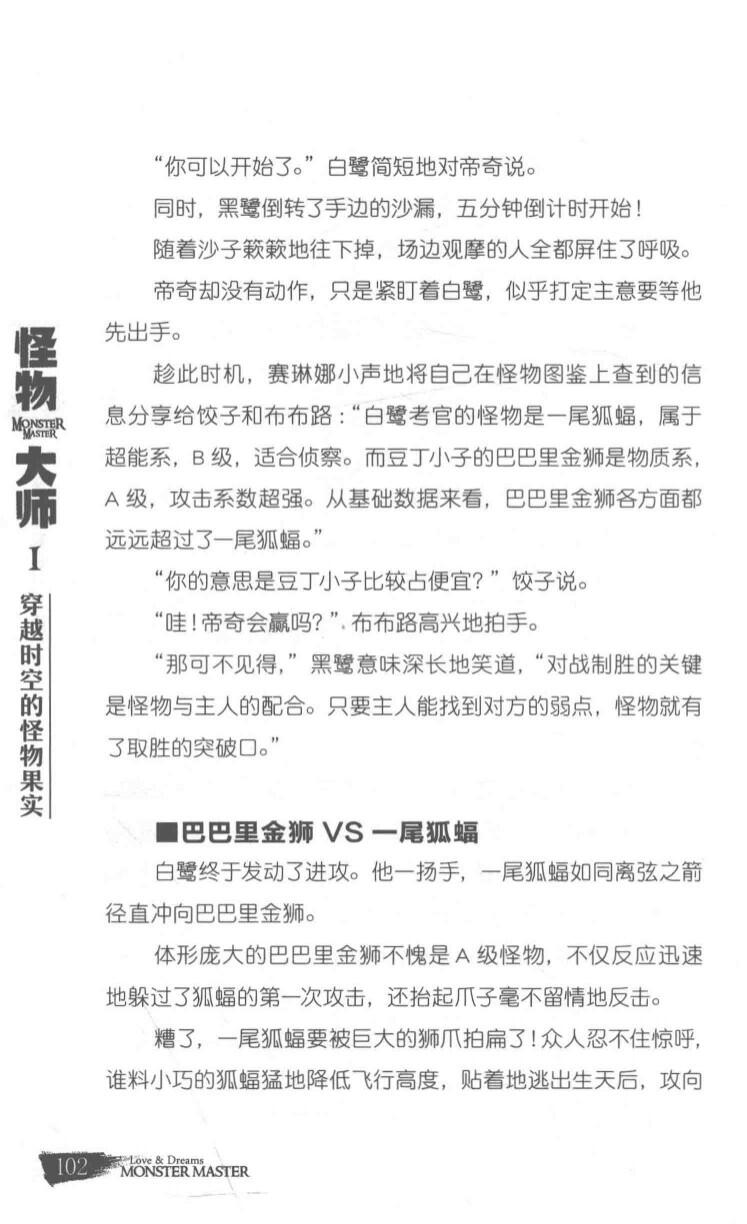 “你可以开始了。”白鹭简短地对帝奇说。
同时，黑鹭倒转了手边的沙漏，五分钟倒计时开始！
随着沙子簌簌地往下掉，场边观摩的人全都屏住了呼吸。
帝奇却没有动作，只是紧盯着白鹭，似乎打定主意要等他
先出手。
趁此时机，赛琳娜小声地将自己在怪物图鉴上查到的信
息分享给饺子和布布路：“白鹭考官的怪物是一尾狐蝠，属于
超能系，B 级，适合侦察。而豆丁小子的巴巴里金狮是物质系，
A 级，攻击系数超强。从基础数据来看，巴巴里金狮各方面都
远远超过了一尾狐蝠。”
“你的意思是豆丁小子比较占便宜？”饺子说。
“哇！帝奇会赢吗？”布布路高兴地拍手。
“那可不见得，”黑鹭意味深长地笑道，“对战制胜的关键
是怪物与主人的配合。只要主人能找到对方的弱点，怪物就有
了取胜的突破口。”
■巴巴里金狮 VS 一尾狐蝠
白鹭终于发动了进攻。他一扬手，一尾狐蝠如同离弦之箭
径直冲向巴巴里金狮。
体形庞大的巴巴里金狮不愧是 A 级怪物，不仅反应迅速
地躲过了狐蝠的第一次攻击，还抬起爪子毫不留情地反击。
糟了，一尾狐蝠要被巨大的狮爪拍扁了！众人忍不住惊呼，
谁料小巧的狐蝠猛地降低飞行高度，贴着地逃出生天后，攻向
怪物
MONSTER
MASTER
大师
I
穿越时空的怪物果实
102
Love & Dreams
MONSTER MASTER